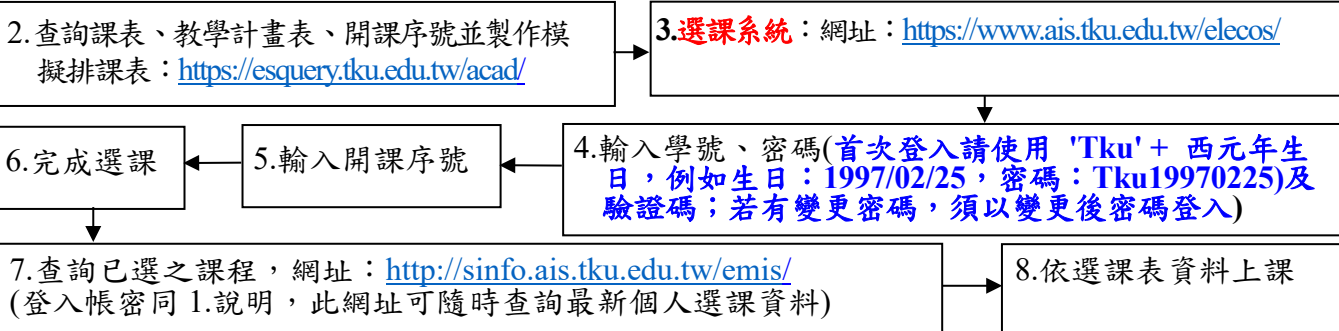 2.查詢課表、教學計畫表、開課序號並製作模
擬排課表：https://esquery.tku.edu.tw/acad/
3.選課系統：網址：https://www.ais.tku.edu.tw/elecos/
4.輸入學號、密碼(首次登入請使用 'Tku' + 西元年生
日，例如生日：1997/02/25，密碼：Tku19970225)及
驗證碼；若有變更密碼，須以變更後密碼登入)
5.輸入開課序號
6.完成選課
7.查詢已選之課程，網址：http://sinfo.ais.tku.edu.tw/emis/
(登入帳密同 1.說明，此網址可隨時查詢最新個人選課資料)
8.依選課表資料上課